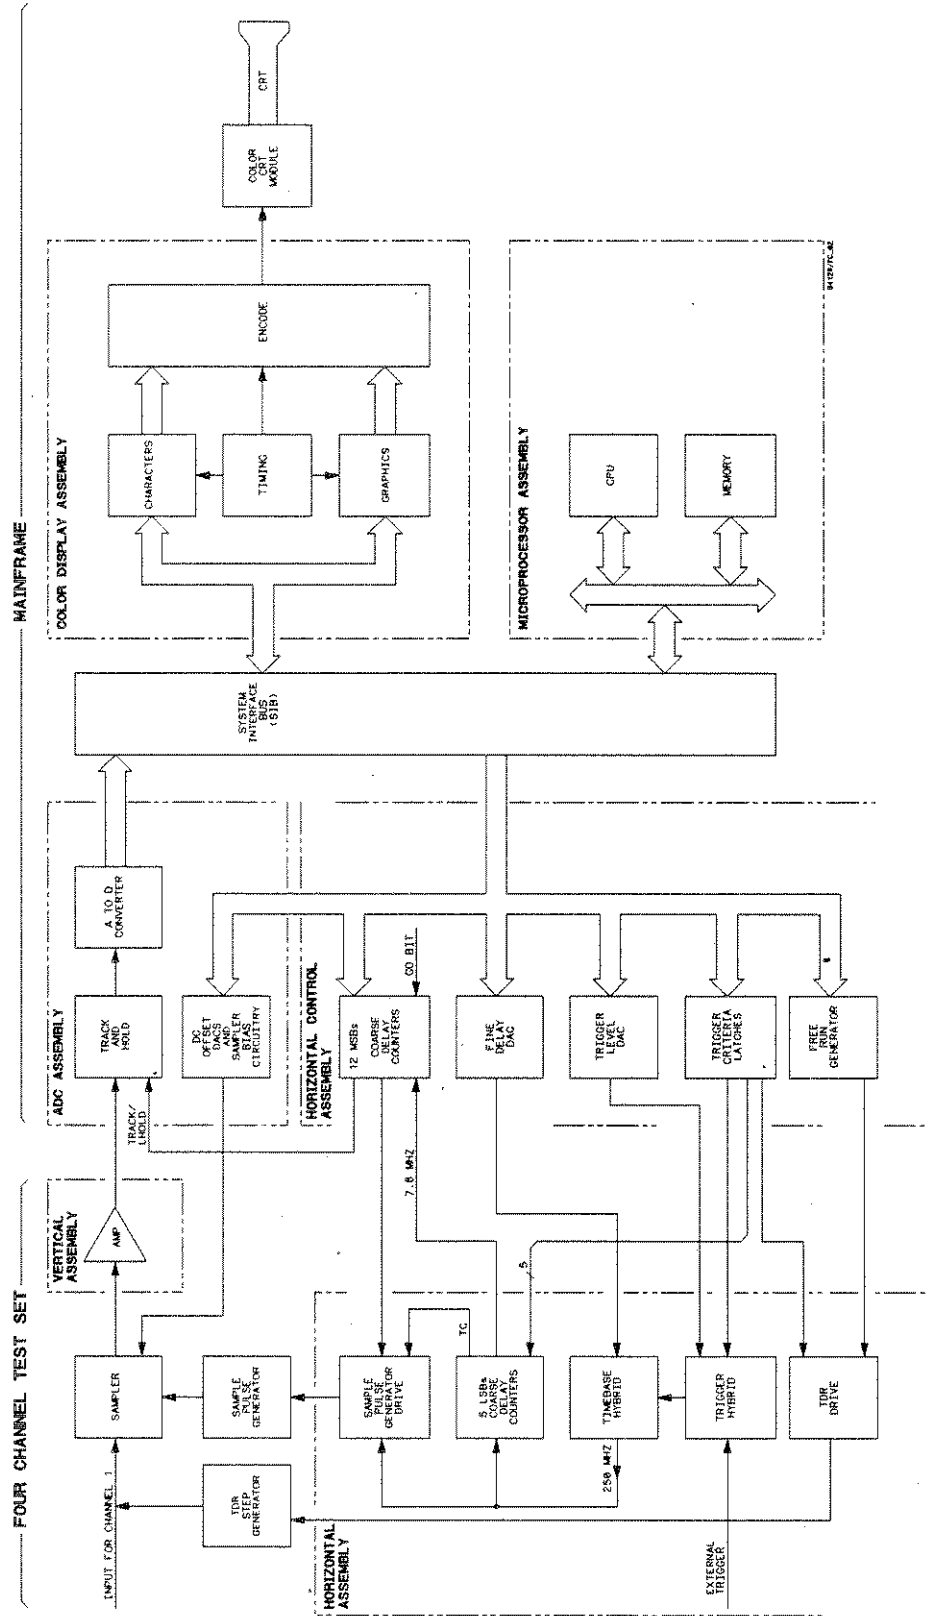 FOUR CHANNEL TEST SET
MAINFRAME
INPUT FOR CHANNEL 1
SAMPLER
VERTICAL
ASSEMBLY
AMP
ADC ASSEMBLY
TRACK
AND
HOLD
A TO D
CONVERTER
TRACK/
LHOLD
DC
OFFSET
DACS
AND
SAMPLER
BIAS
CIRCUITRY
TDR
STEP
GENERATOR
SAMPLE
PULSE
GENERATOR
HORIZONTAL
ASSEMBLY
SAMPLE
PULSE
GENERATOR
DRIVE
TC
5 LSBs
COARSE
DELAY
COUNTERS
250 MHZ
TIMEBASE
HYBRID
EXTERNAL
TRIGGER
TRIGGER
HYBRID
TDR
DRIVE
HORIZONTAL CONTROL
ASSEMBLY
12 MSBs
COARSE
DELAY
COUNTERS
GO BIT
7.8 MHZ
5
FINE
DELAY
DAC
TRIGGER
LEVEL
DAC
TRIGGER
CRITERIA
LATCHES
FREE
RUN
GENERATOR
SYSTEM
INTERFACE
BUS
(SIB)
COLOR DISPLAY ASSEMBLY
CHARACTERS
TIMING
GRAPHICS
ENCODE
COLOR
CRT
MODULE
CRT
MICROPROCESSOR ASSEMBLY
CPU
MEMORY